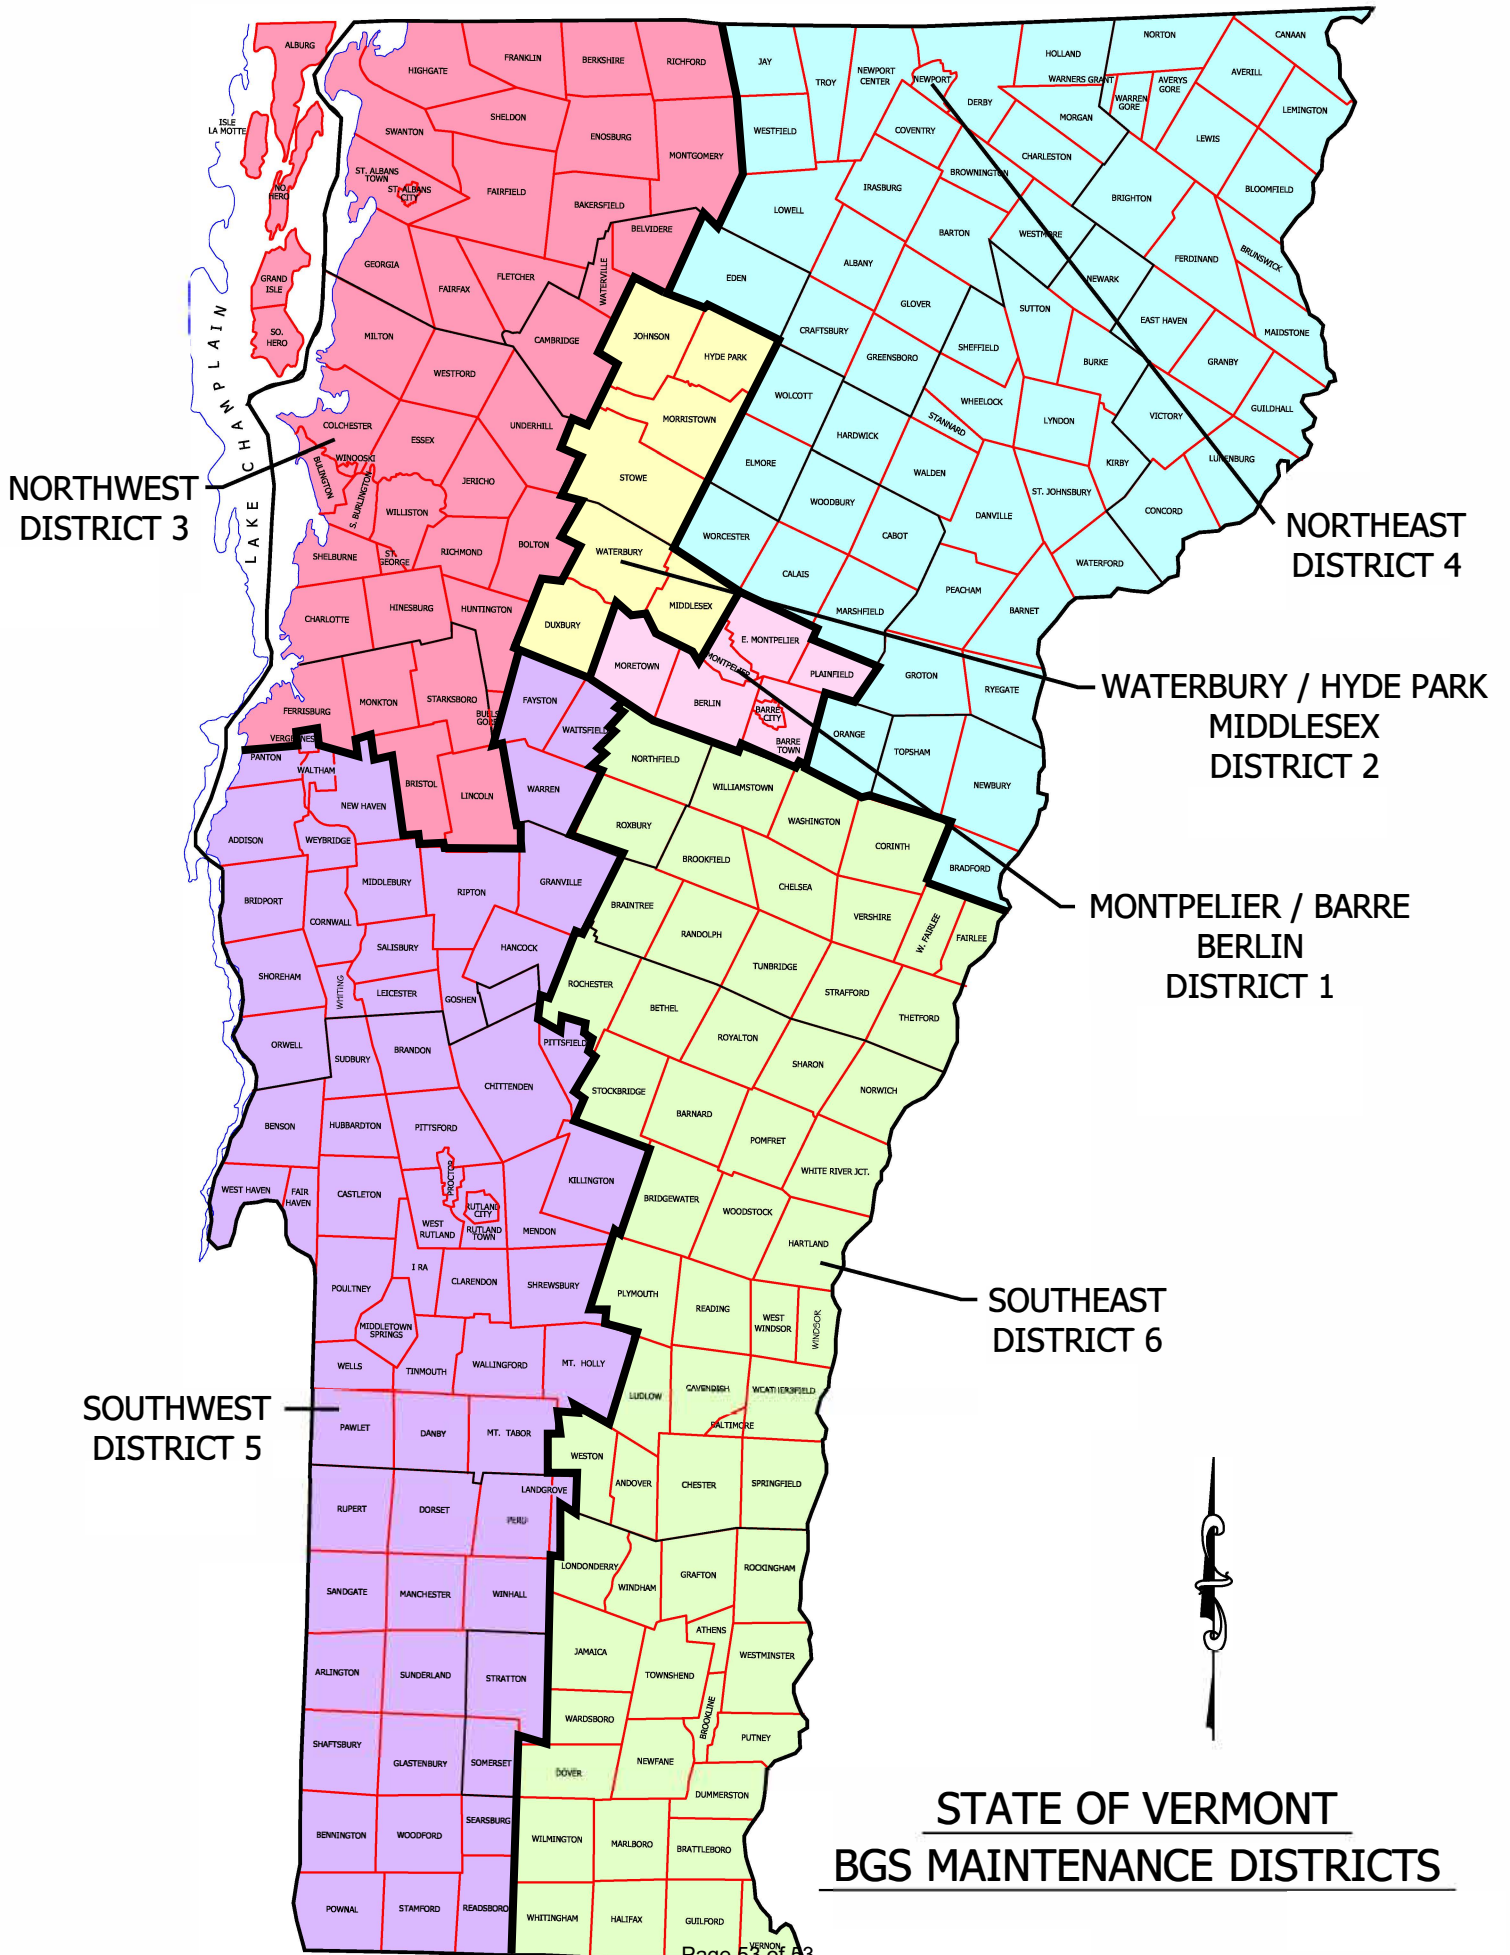 ALBURG
HIGHGATE
FRANKLIN
BERKSHIRE
RICHFORD
JAY
TROY
NEWPORT
CENTER
NEWPORT
DERBY
HOLLAND
WARNERS GRANT
NORTON
WARREN
GORE
AVERYS
GORE
CANAAN
AVERILL
LEMINGTON
MORGAN
LEWIS
ISLE
LA MOTTE
SWANTON
SHELDON
ENOSBURG
MONTGOMERY
WESTFIELD
COVENTRY
CHARLESTON
BROWNINGTON
BLOOMFIELD
BRIGHTON
NO.
HERO
ST. ALBANS
TOWN
ST. ALBANS
CITY
FAIRFIELD
BAKERSFIELD
BELVIDERE
LOWELL
IRASBURG
BARTON
WESTMORE
FERDINAND
BRUNSWICK
GRAND
ISLE
GEORGIA
FAIRFAX
FLETCHER
WATERVILLE
EDEN
ALBANY
GLOVER
NEWARK
SUTTON
EAST HAVEN
MAIDSTONE
SO.
HERO
MILTON
WESTFORD
CAMBRIDGE
JOHNSON
HYDE PARK
CRAFTSBURY
GREENSBORO
SHEFFIELD
BURKE
GRANBY
GUILDHALL
LAKE CHAMPLAIN
COLCHESTER
ESSEX
UNDERHILL
MORRISTOWN
WOLCOTT
HARDWICK
STANNARD
WHEELOCK
LYNDON
VICTORY
LUNENBURG
WINOOSKI
BULINGTON
S. BURLINGTON
WILLISTON
JERICHO
STOWE
ELMORE
WOODBURY
WALDEN
KIRBY
ST. JOHNSBURY
CONCORD
NORTHWEST
DISTRICT 3
NORTHEAST
DISTRICT 4
SHELBURNE
ST.
GEORGE
RICHMOND
BOLTON
WATERBURY
WORCESTER
CABOT
DANVILLE
WATERFORD
CALAIS
PEACHAM
BARNET
CHARLOTTE
HINESBURG
HUNTINGTON
DUXBURY
MIDDLESEX
MARSHFIELD
E. MONTPELIER
MONTPELIER
PLAINFIELD
GROTON
RYEGATE
MORETOWN
BERLIN
BARRE
CITY
BARRE
TOWN
ORANGE
TOPSHAM
NEWBURY
WATERBURY / HYDE PARK
MIDDLESEX
DISTRICT 2
FERRISBURG
MONKTON
STARKSBORO
BUELS
GORE
FAYSTON
WAITSFIELD
VERGENNES
PANTON
WALTHAM
NEW HAVEN
BRISTOL
LINCOLN
WARREN
NORTHFIELD
WILLIAMSTOWN
WASHINGTON
CORINTH
BRADFORD
ADDISON
WEYBRIDGE
ROXBURY
BROOKFIELD
CHELSEA
VERSHIRE
W. FAIRLEE
FAIRLEE
MONTPELIER / BARRE
BERLIN
DISTRICT 1
BRIDPORT
CORNWALL
MIDDLEBURY
RIPTON
GRANVILLE
BRAINTREE
RANDOLPH
TUNBRIDGE
STRAFFORD
THETFORD
SALISBURY
HANCOCK
SHOREHAM
WHITING
LEICESTER
GOSHEN
ROCHESTER
BETHEL
ROYALTON
SHARON
NORWICH
ORWELL
SUDBURY
BRANDON
CHITTENDEN
PITTSFIELD
STOCKBRIDGE
BARNARD
POMFRET
WHITE RIVER JCT.
BENSON
HUBBARDTON
PITTSFORD
PROCTOR
KILLINGTON
BRIDGEWATER
WOODSTOCK
HARTLAND
WEST HAVEN
FAIR
HAVEN
CASTLETON
WEST
RUTLAND
RUTLAND
CITY
RUTLAND
TOWN
MENDON
POULTNEY
I RA
CLARENDON
SHREWSBURY
PLYMOUTH
READING
WEST
WINDSOR
WINDSOR
SOUTHEAST
DISTRICT 6
MIDDLETOWN
SPRINGS
WELLS
TINMOUTH
WALLINGFORD
MT. HOLLY
LUDLOW
CAVENDISH
WEATHERSFIELD
BALTIMORE
SOUTHWEST
DISTRICT 5
PAWLET
DANBY
MT. TABOR
WESTON
ANDOVER
CHESTER
SPRINGFIELD
LANDGROVE
RUPERT
DORSET
PERU
LONDONDERRY
WINDHAM
GRAFTON
ROCKINGHAM
SANDGATE
MANCHESTER
WINHALL
ATHENS
JAMAICA
TOWNSHEND
WESTMINSTER
ARLINGTON
SUNDERLAND
STRATTON
WARDSBORO
BROOKLINE
PUTNEY
SHAFTSBURY
GLASTENBURY
SOMERSET
DOVER
NEWFANE
DUMMERSTON
BENNINGTON
WOODFORD
SEARSBURG
WILMINGTON
MARLBORO
BRATTLEBORO
POWNAL
STAMFORD
READSBORO
WHITINGHAM
HALIFAX
GUILFORD
VERNON
STATE OF VERMONT
BGS MAINTENANCE DISTRICTS
Page 53 of 53